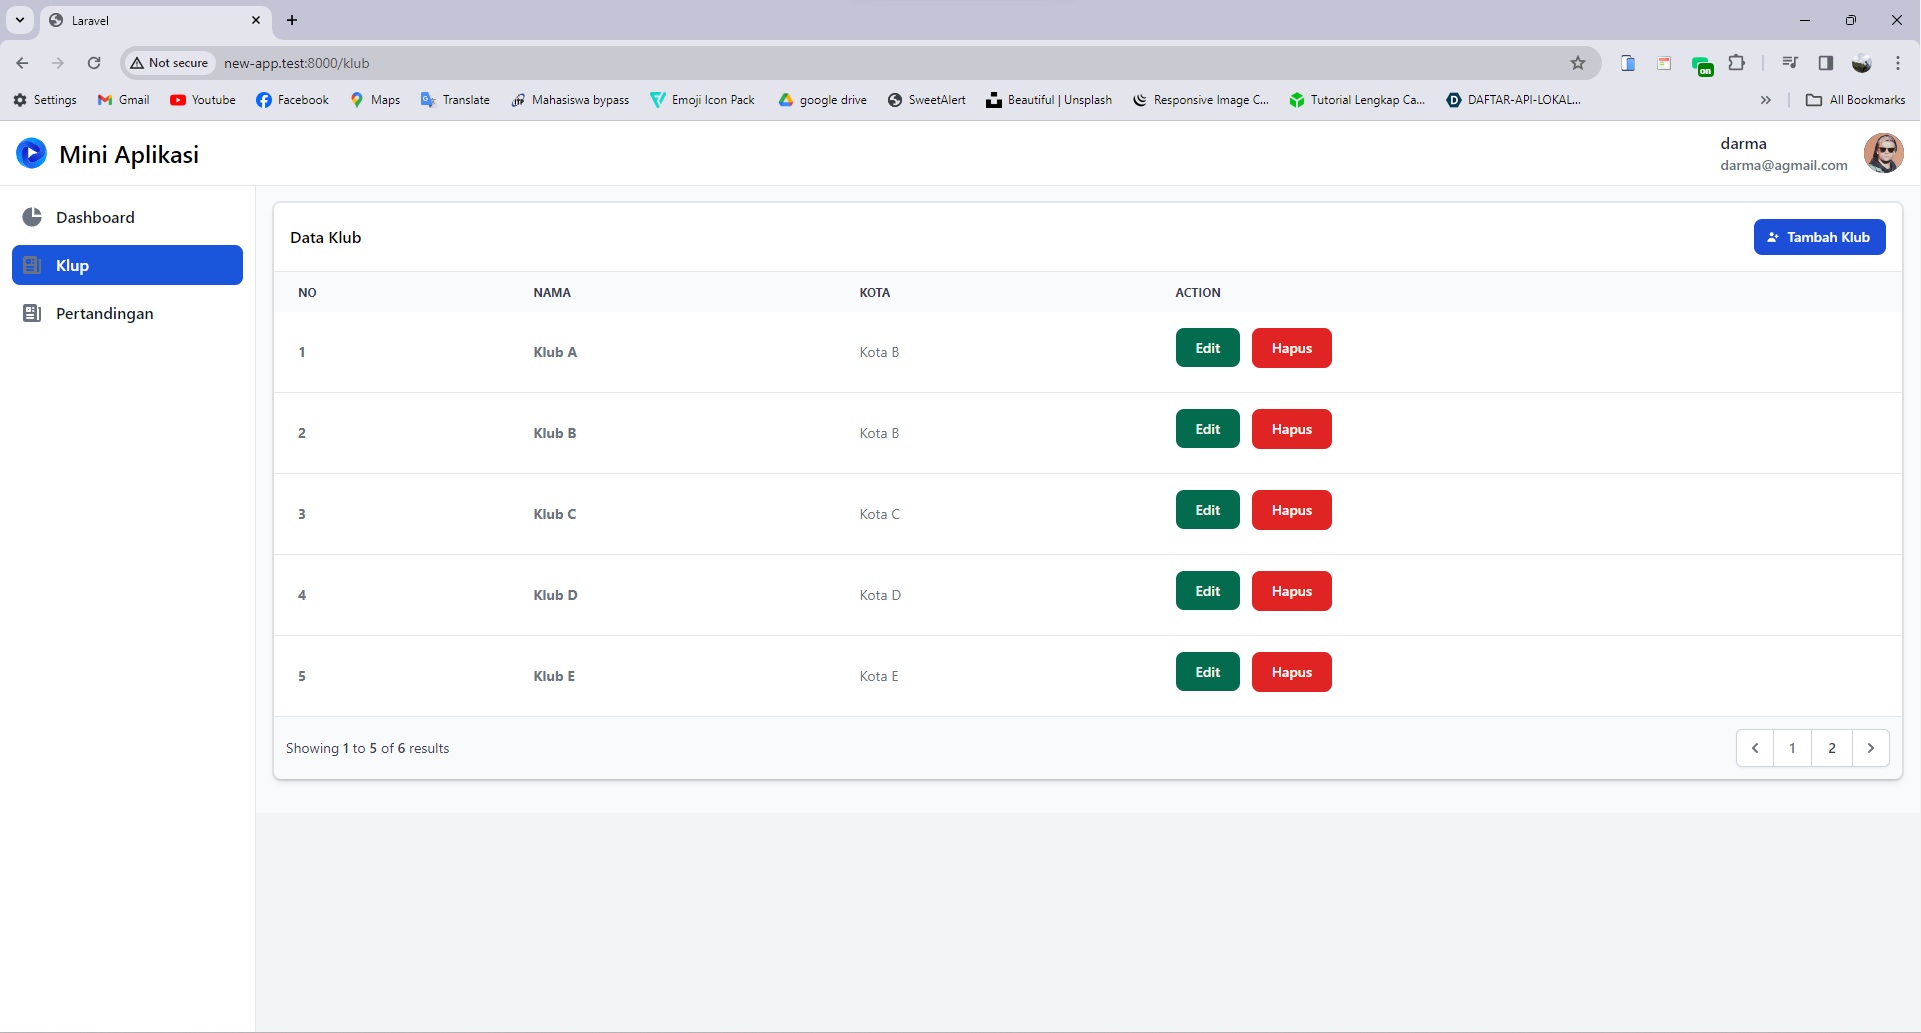 Laravel
Not secure new-app.test:8000/klub
on
Settings Gmail Youtube Facebook Maps Translate Mahasiswa bypass Emoji Icon Pack google drive SweetAlert Beautiful | Unsplash Responsive Image C... Tutorial Lengkap Ca... DAFTAR-API-LOKAL... All Bookmarks
Mini Aplikasi
darma
darma@agmail.com
Dashboard
Klup
Pertandingan
Data Klub
Tambah Klub
NO NAMA KOTA ACTION
1 Klub A Kota B Edit Hapus
2 Klub B Kota B Edit Hapus
3 Klub C Kota C Edit Hapus
4 Klub D Kota D Edit Hapus
5 Klub E Kota E Edit Hapus
Showing 1 to 5 of 6 results
1 2